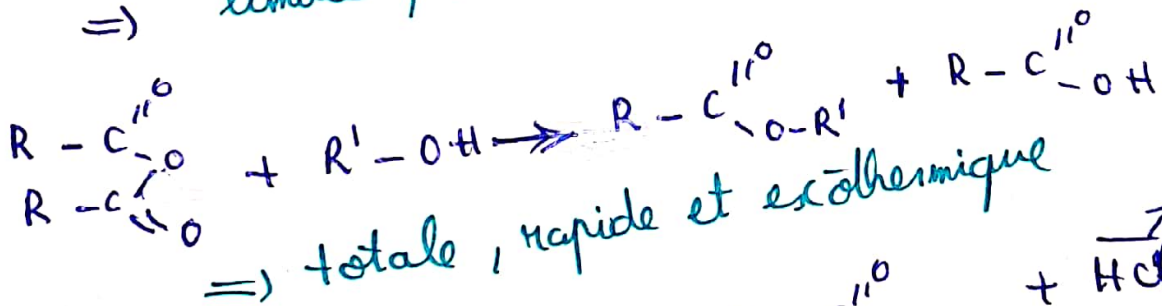 =>
R - C =O - O R - C =O + R' - OH ->> R - C =O - O-R' + R - C =O - OH
=> totale, rapide et exothermique
=O + HCl